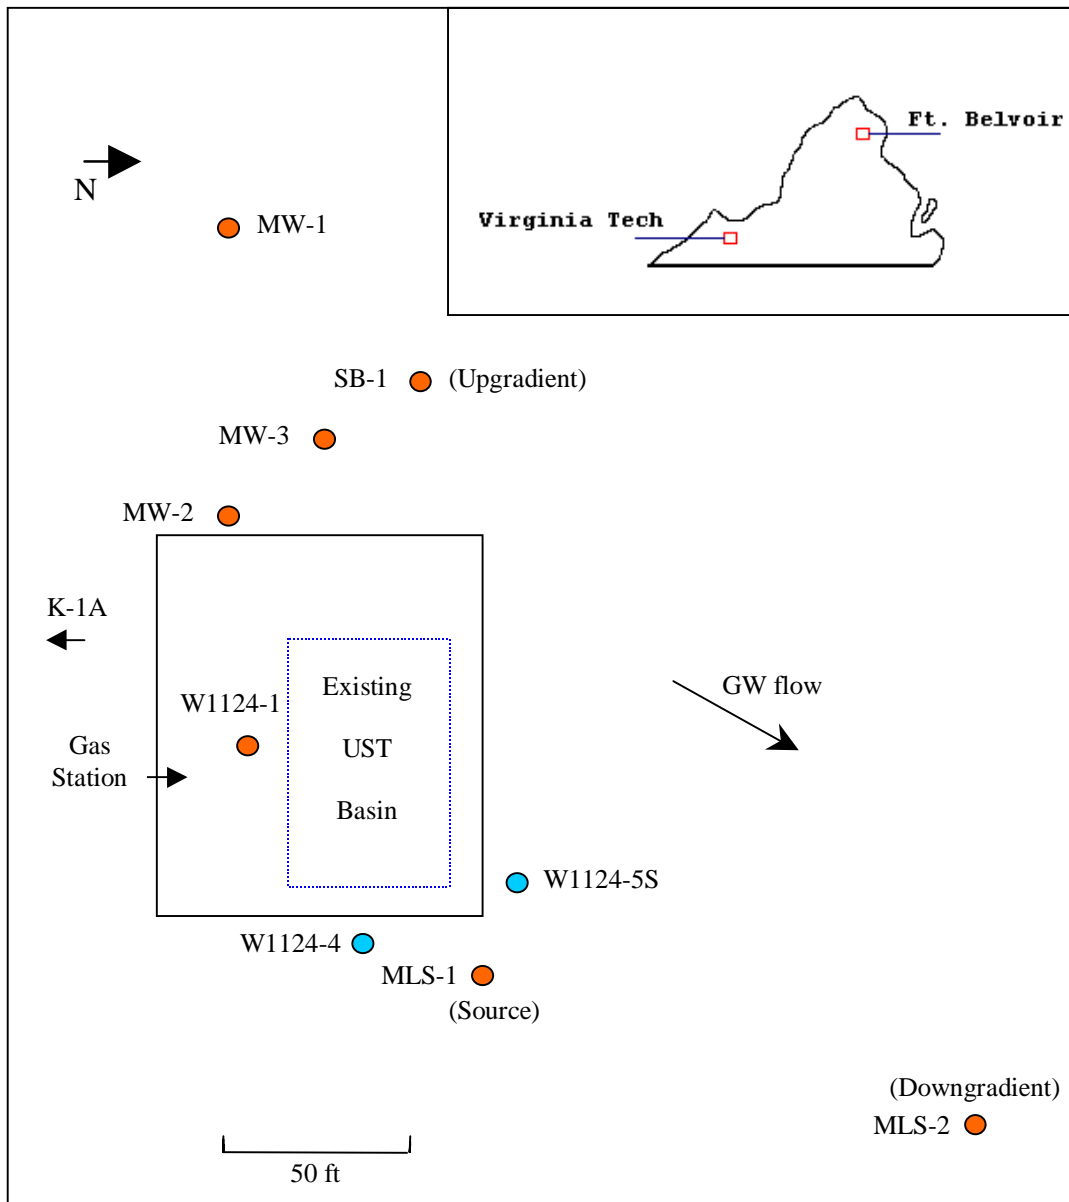 Ft. Belvoir
Virginia Tech
N
MW-1
SB-1 (Upgradient)
MW-3
MW-2
K-1A
Existing
UST
Basin
W1124-1
GW flow
Gas
Station
W1124-5S
W1124-4
MLS-1
(Source)
(Downgradient)
MLS-2
50 ft